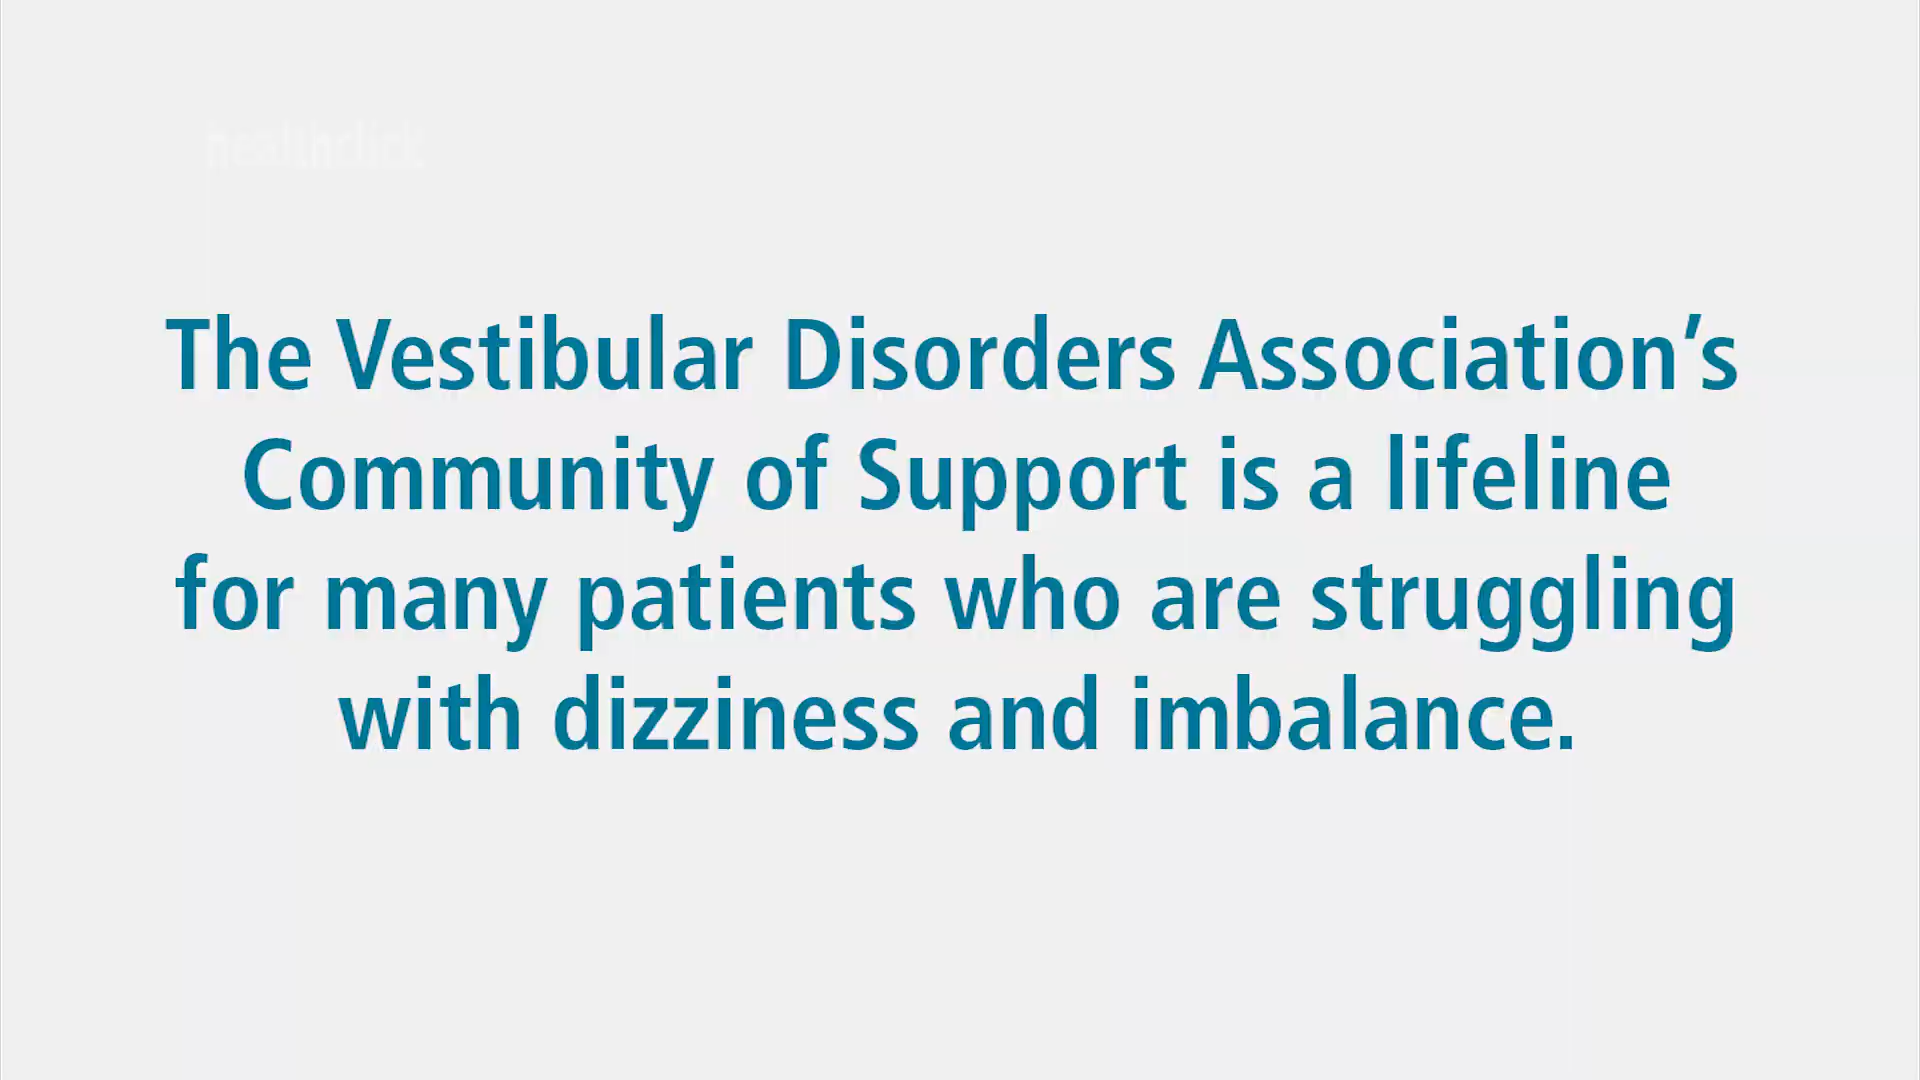 healthclick
The Vestibular Disorders Association’s
Community of Support is a lifeline
for many patients who are struggling
with dizziness and imbalance.